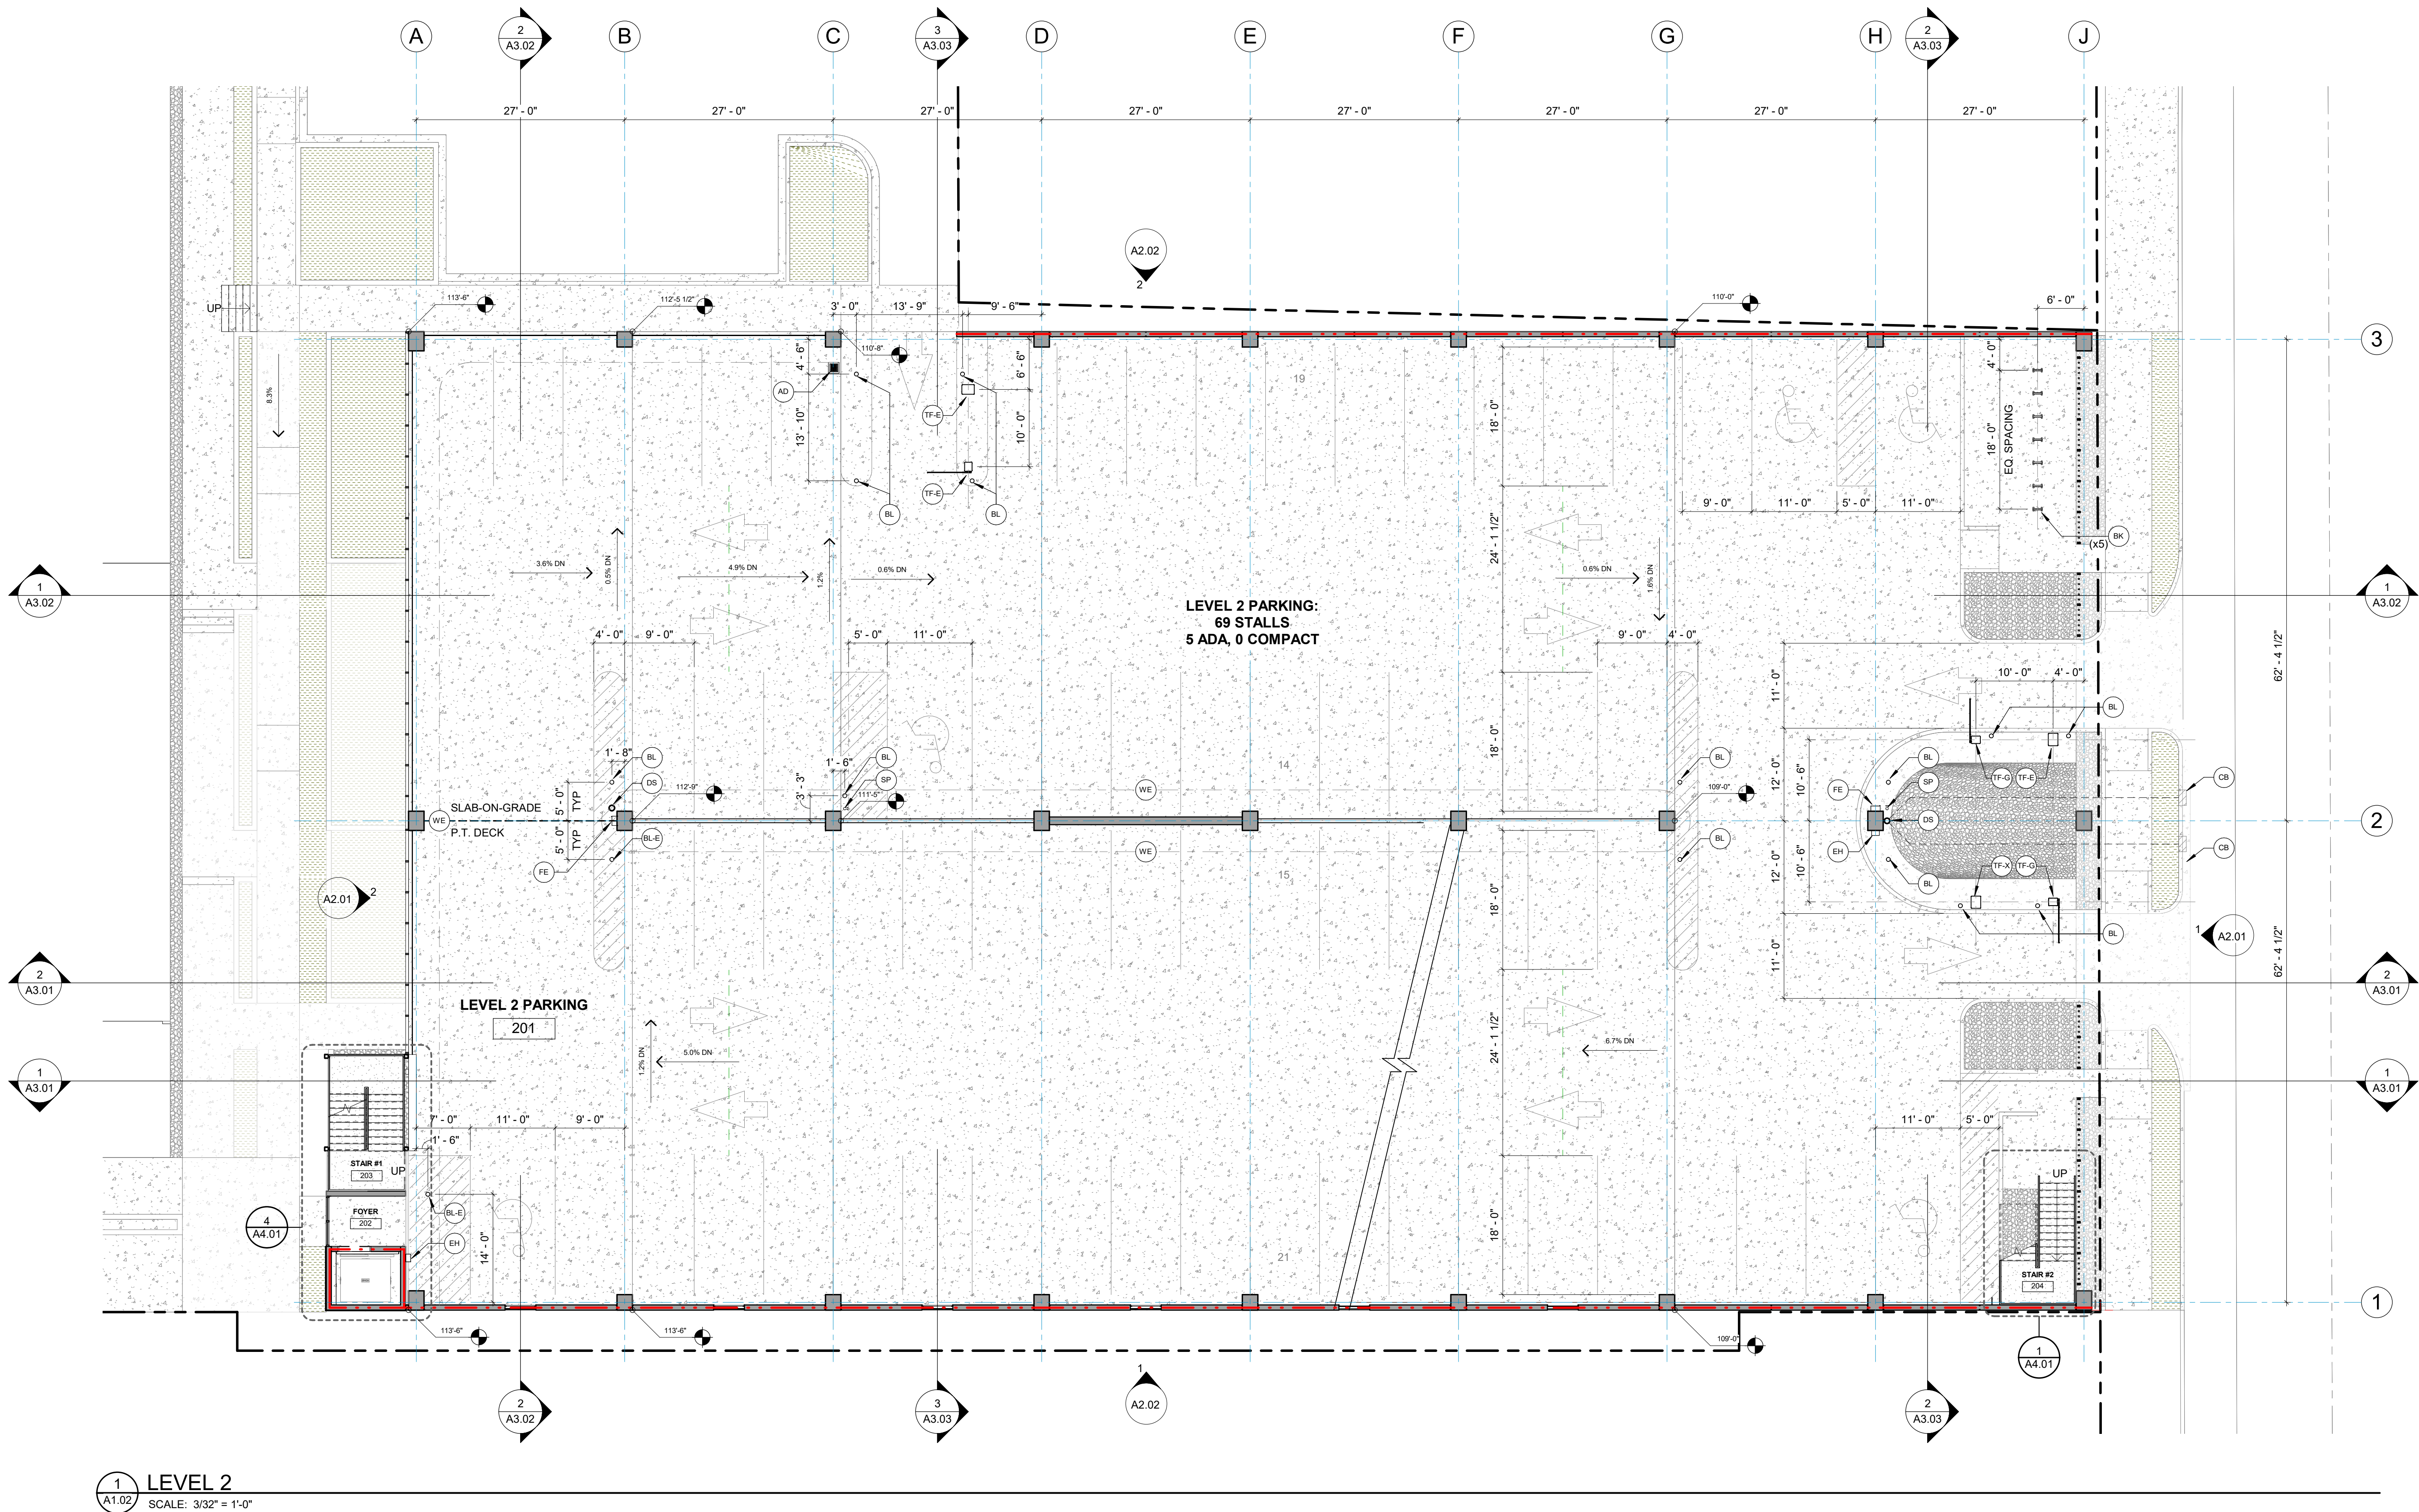 A
2
A3.02
B
C
3
A3.03
D
E
F
G
H
2
A3.03
J
27' - 0"
27' - 0"
27' - 0"
27' - 0"
27' - 0"
27' - 0"
27' - 0"
27' - 0"
A2.02
2
UP
113'-6"
112'-5 1/2"
3' - 0"
13' - 9"
9' - 6"
110'-0"
6' - 0"
3
110'-8"
4' - 6"
6' - 6"
4' - 0"
8.3%
19
AD
TF-E
13' - 10"
10' - 0"
18' - 0"
18' - 0"
EQ. SPACING
TF-E
BL
BL
9' - 0"
11' - 0"
5' - 0"
11' - 0"
24' - 1 1/2"
BK
(x5)
3.6% DN
0.5% DN
4.9% DN
1.2%
0.6% DN
0.6% DN
1.6% DN
1
A3.02
1
A3.02
LEVEL 2 PARKING:
69 STALLS
5 ADA, 0 COMPACT
4' - 0"
9' - 0"
5' - 0"
11' - 0"
9' - 0"
4' - 0"
62' - 4 1/2"
11' - 0"
10' - 0"
4' - 0"
BL
18' - 0"
1' - 8"
BL
1' - 6"
BL
BL
BL
14
DS
SP
3' - 3"
12' - 0"
10' - 6"
TF-G
TF-E
CB
5' - 0"
TYP
112'-9"
111'-5"
WE
109'-0"
FE
SP
SLAB-ON-GRADE
WE
P.T. DECK
DS
2
5' - 0"
TYP
BL-E
WE
BL
EH
CB
FE
15
12' - 0"
10' - 6"
TF-X
TF-G
BL
A2.01
2
18' - 0"
BL
1
A2.01
11' - 0"
62' - 4 1/2"
2
A3.01
2
A3.01
LEVEL 2 PARKING
201
24' - 1 1/2"
1.2% DN
5.0% DN
6.7% DN
1
A3.01
1
A3.01
7' - 0"
11' - 0"
9' - 0"
11' - 0"
5' - 0"
1' - 6"
STAIR #1
203
UP
UP
FOYER
202
BL-E
4
A4.01
EH
14' - 0"
18' - 0"
21
STAIR #2
204
1
113'-6"
113'-6"
109'-0"
1
A4.01
1
A2.02
2
A3.02
3
A3.03
2
A3.03
1
A1.02
LEVEL 2
SCALE: 3/32" = 1'-0"